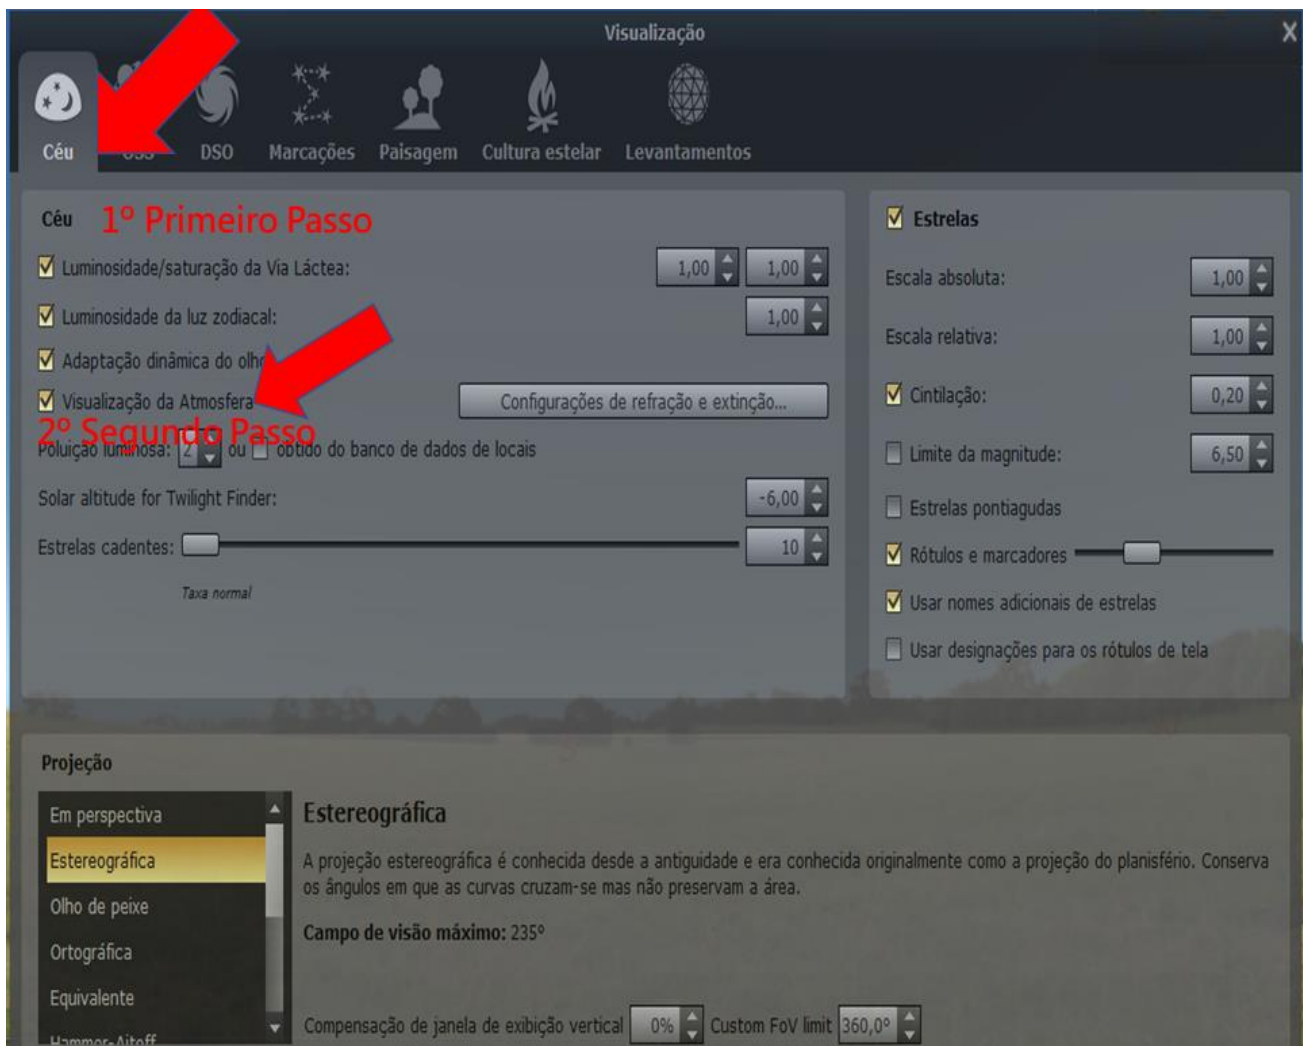 Visualização X
Céu DSO Marcações Paisagem Cultura estelar Levantamentos
Céu
1º Primeiro Passo
Luminosidade/saturação da Via Láctea: 1,00 1,00
Luminosidade da luz zodiacal: 1,00
Adaptação dinâmica do
Visualização da Atmosfera
Configurações de refração e extinção...
2º Segundo Passo
Poluição luminosa: 2 ou obtido do banco de dados de locais
Solar altitude for Twilight Finder: -6,00
Estrelas cadentes: 10
Taxa normal
Estrelas
Escala absoluta: 1,00
Escala relativa: 1,00
Cintilação: 0,20
Limite da magnitude: 6,50
Estrelas pontiagudas
Rótulos e marcadores
Usar nomes adicionais de estrelas
Usar designações para os rótulos de tela
Projeção
Em perspectiva
Estereográfica
Olho de peixe
Ortográfica
Equivalente
Hammer-Aitoff
Estereográfica
A projeção estereográfica é conhecida desde a antiguidade e era conhecida originalmente como a projeção do planisfério. Conserva
os ângulos em que as curvas cruzam-se mas não preservam a área.
Campo de visão máximo: 235º
Compensação de janela de exibição vertical 0% Custom FoV limit 360,0º